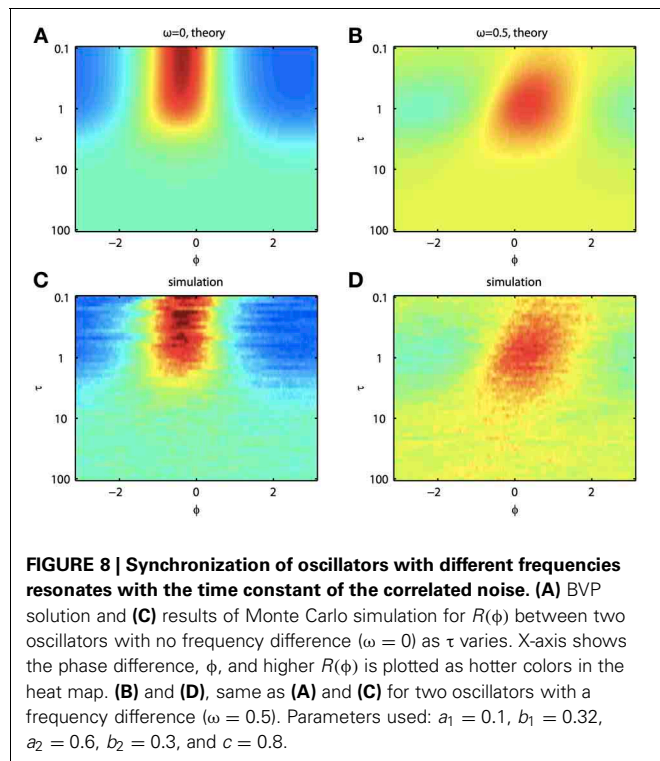 A
ω=0, theory
0.1
1
10
100
τ
−2
0
2
ϕ
B
ω=0.5, theory
0.1
1
10
100
τ
−2
0
2
ϕ
C
simulation
0.1
1
10
100
τ
−2
0
2
ϕ
D
simulation
0.1
1
10
100
τ
−2
0
2
ϕ
FIGURE 8 | Synchronization of oscillators with different frequencies
resonates with the time constant of the correlated noise. (A) BVP
solution and (C) results of Monte Carlo simulation for R(ϕ) between two
oscillators with no frequency difference (ω = 0) as τ varies. X-axis shows
the phase difference, ϕ, and higher R(ϕ) is plotted as hotter colors in the
heat map. (B) and (D), same as (A) and (C) for two oscillators with a
frequency difference (ω = 0.5). Parameters used: a₁ = 0.1, b₁ = 0.32,
a₂ = 0.6, b₂ = 0.3, and c = 0.8.